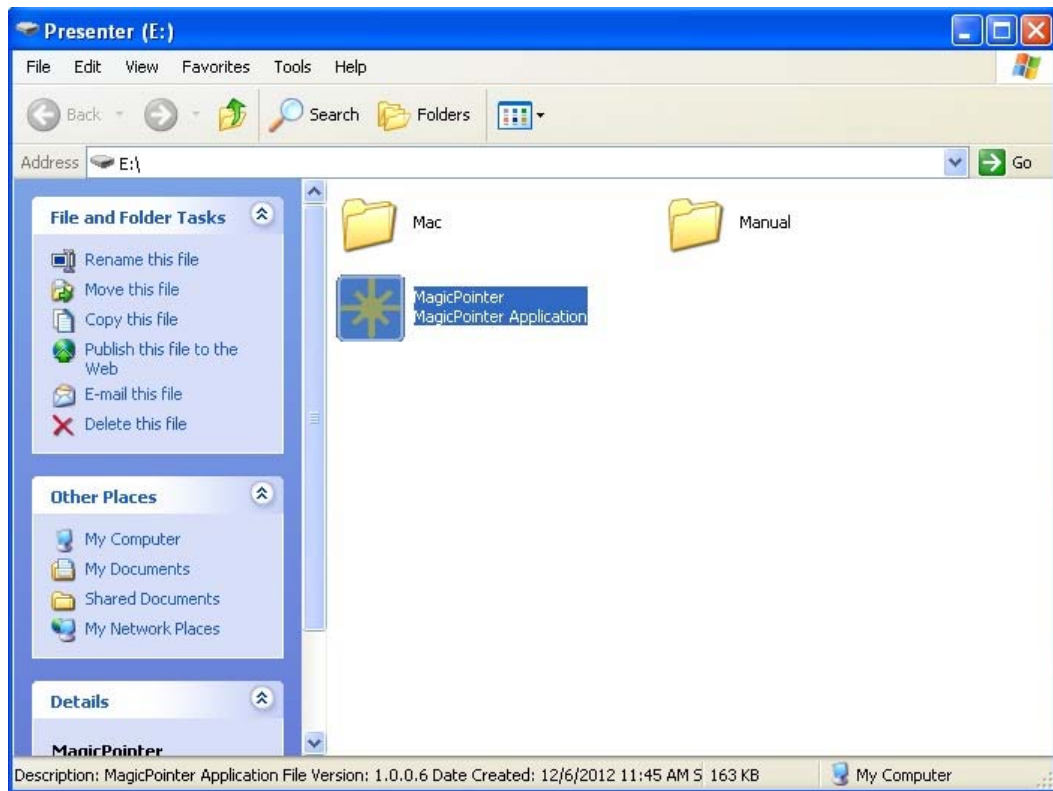 Presenter (E:)
File Edit View Favorites Tools Help
Back Search Folders
Address E:\ Go
File and Folder Tasks
Rename this file
Move this file
Copy this file
Publish this file to the
Web
E-mail this file
Delete this file
Other Places
My Computer
My Documents
Shared Documents
My Network Places
Details
MagicPointer
Mac
Manual
MagicPointer
MagicPointer Application
Description: MagicPointer Application File Version: 1.0.0.6 Date Created: 12/6/2012 11:45 AM S 163 KB My Computer